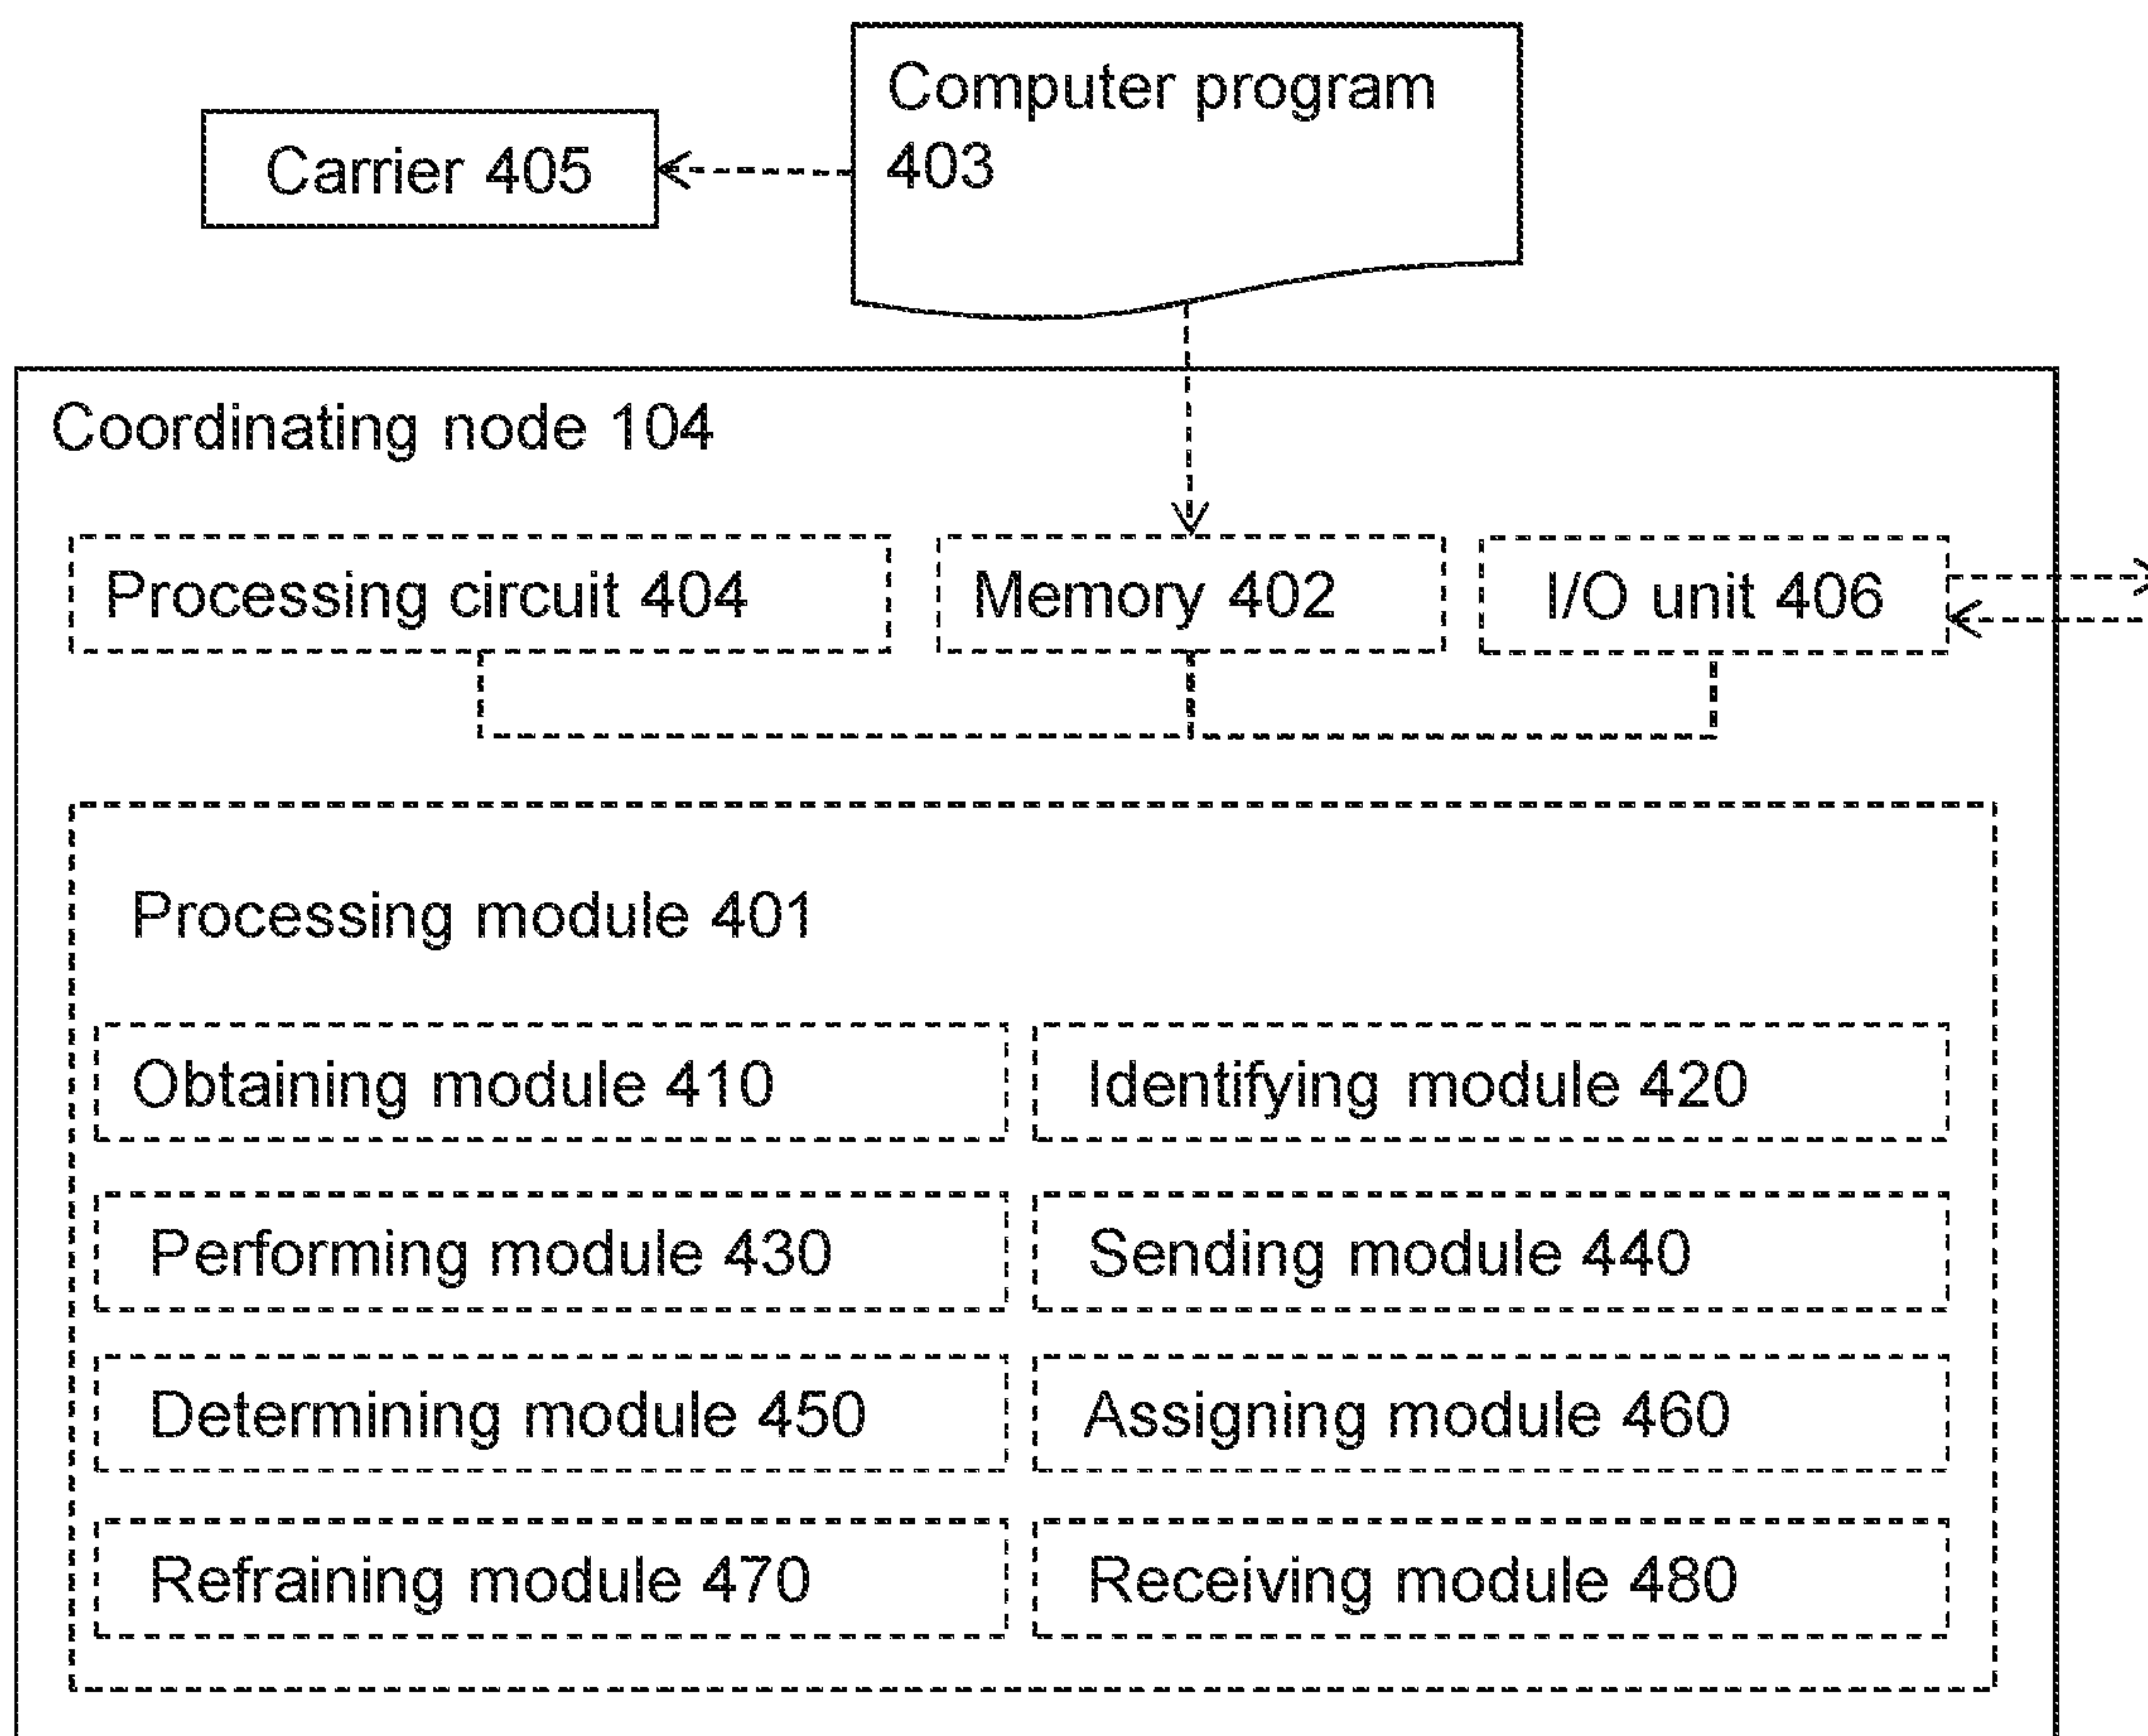 Computer program
403
Carrier 405
Coordinating node 104
Processing circuit 404
Memory 402
I/O unit 406
Processing module 401
Obtaining module 410
Identifying module 420
Performing module 430
Sending module 440
Determining module 450
Assigning module 460
Refraining module 470
Receiving module 480